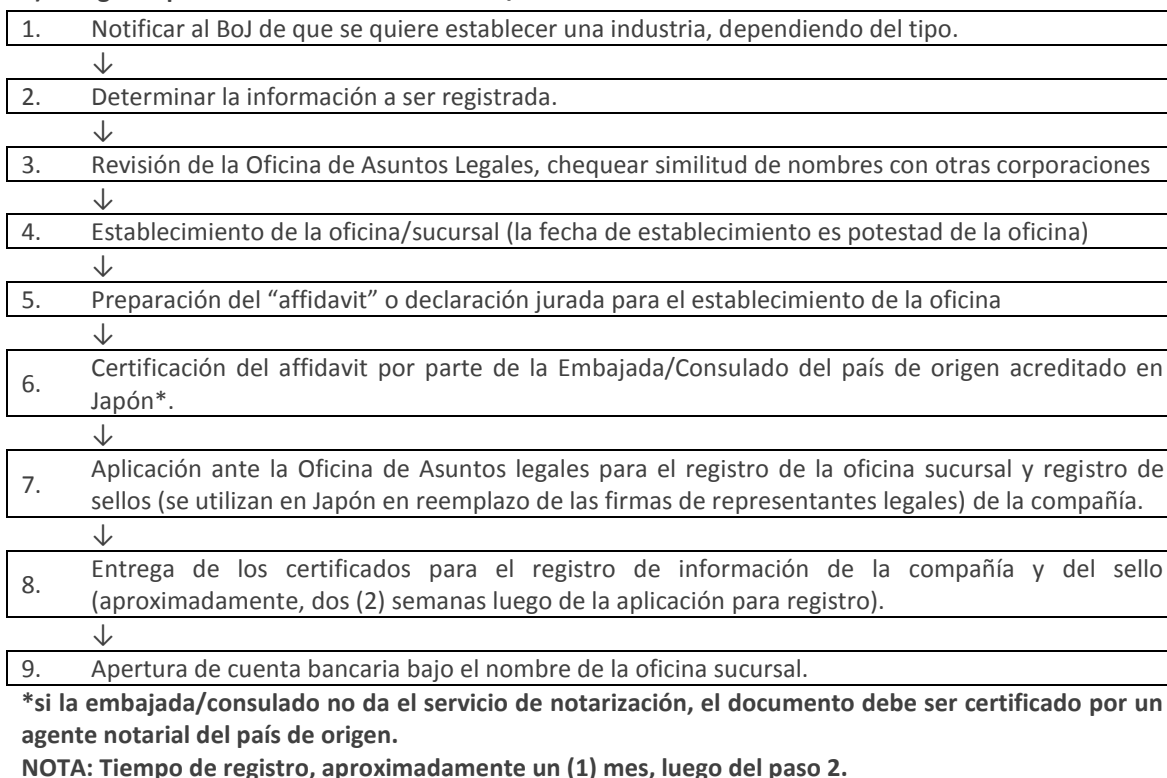 1. Notificar al BoJ de que se quiere establecer una industria, dependiendo del tipo.
↓
2. Determinar la información a ser registrada.
↓
3. Revisión de la Oficina de Asuntos Legales, chequear similitud de nombres con otras corporaciones
↓
4. Establecimiento de la oficina/sucursal (la fecha de establecimiento es potestad de la oficina)
↓
5. Preparación del “affidavit” o declaración jurada para el establecimiento de la oficina
↓
6. Certificación del affidavit por parte de la Embajada/Consulado del país de origen acreditado en
Japón*.
↓
7. Aplicación ante la Oficina de Asuntos legales para el registro de la oficina sucursal y registro de
sellos (se utilizan en Japón en reemplazo de las firmas de representantes legales) de la compañía.
↓
8. Entrega de los certificados para el registro de información de la compañía y del sello
(aproximadamente, dos (2) semanas luego de la aplicación para registro).
↓
9. Apertura de cuenta bancaria bajo el nombre de la oficina sucursal.
*si la embajada/consulado no da el servicio de notarización, el documento debe ser certificado por un
agente notarial del país de origen.
NOTA: Tiempo de registro, aproximadamente un (1) mes, luego del paso 2.